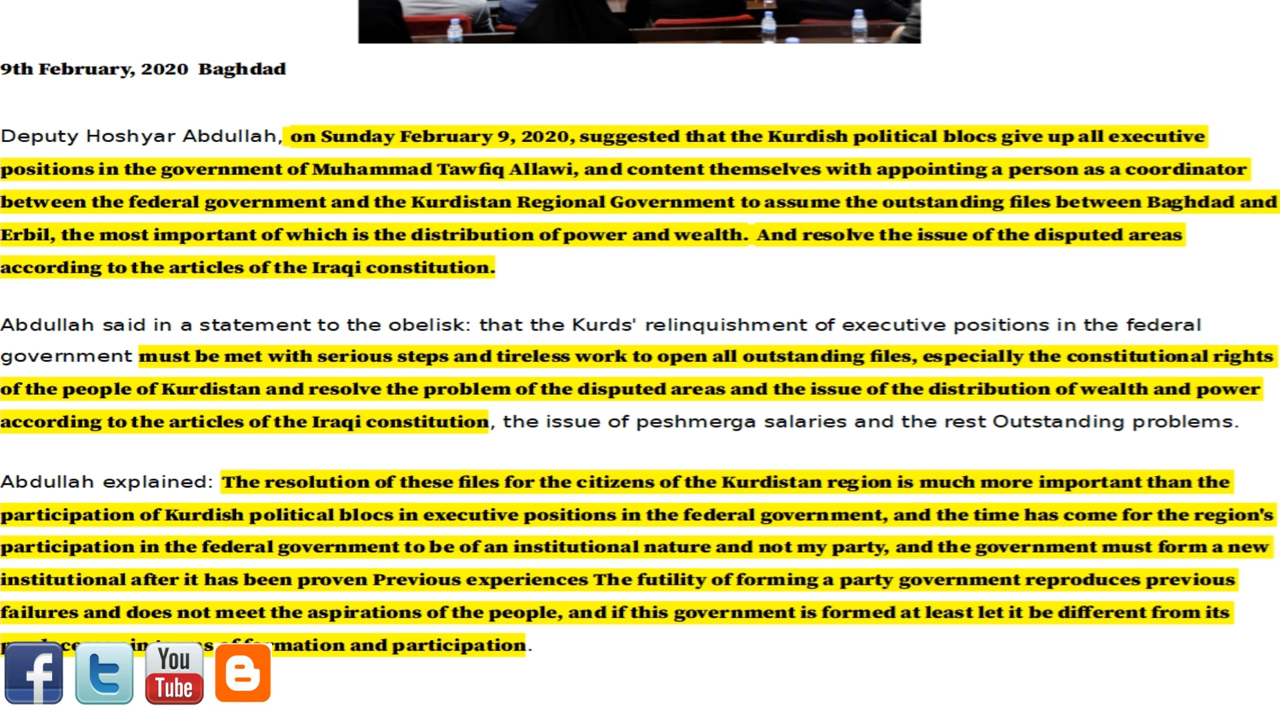 9th February, 2020 Baghdad
Deputy Hoshyar Abdullah, on Sunday February 9, 2020, suggested that the Kurdish political blocs give up all executive
positions in the government of Muhammad Tawfiq Allawi, and content themselves with appointing a person as a coordinator
between the federal government and the Kurdistan Regional Government to assume the outstanding files between Baghdad and
Erbil, the most important of which is the distribution of power and wealth. And resolve the issue of the disputed areas
according to the articles of the Iraqi constitution.
Abdullah said in a statement to the obelisk: that the Kurds' relinquishment of executive positions in the federal
government must be met with serious steps and tireless work to open all outstanding files, especially the constitutional rights
of the people of Kurdistan and resolve the problem of the disputed areas and the issue of the distribution of wealth and power
according to the articles of the Iraqi constitution, the issue of peshmerga salaries and the rest Outstanding problems.
Abdullah explained: The resolution of these files for the citizens of the Kurdistan region is much more important than the
participation of Kurdish political blocs in executive positions in the federal government, and the time has come for the region's
participation in the federal government to be of an institutional nature and not my party, and the government must form a new
institutional after it has been proven Previous experiences The futility of forming a party government reproduces previous
failures and does not meet the aspirations of the people, and if this government is formed at least let it be different from its
in of formation and participation.
You
Tube